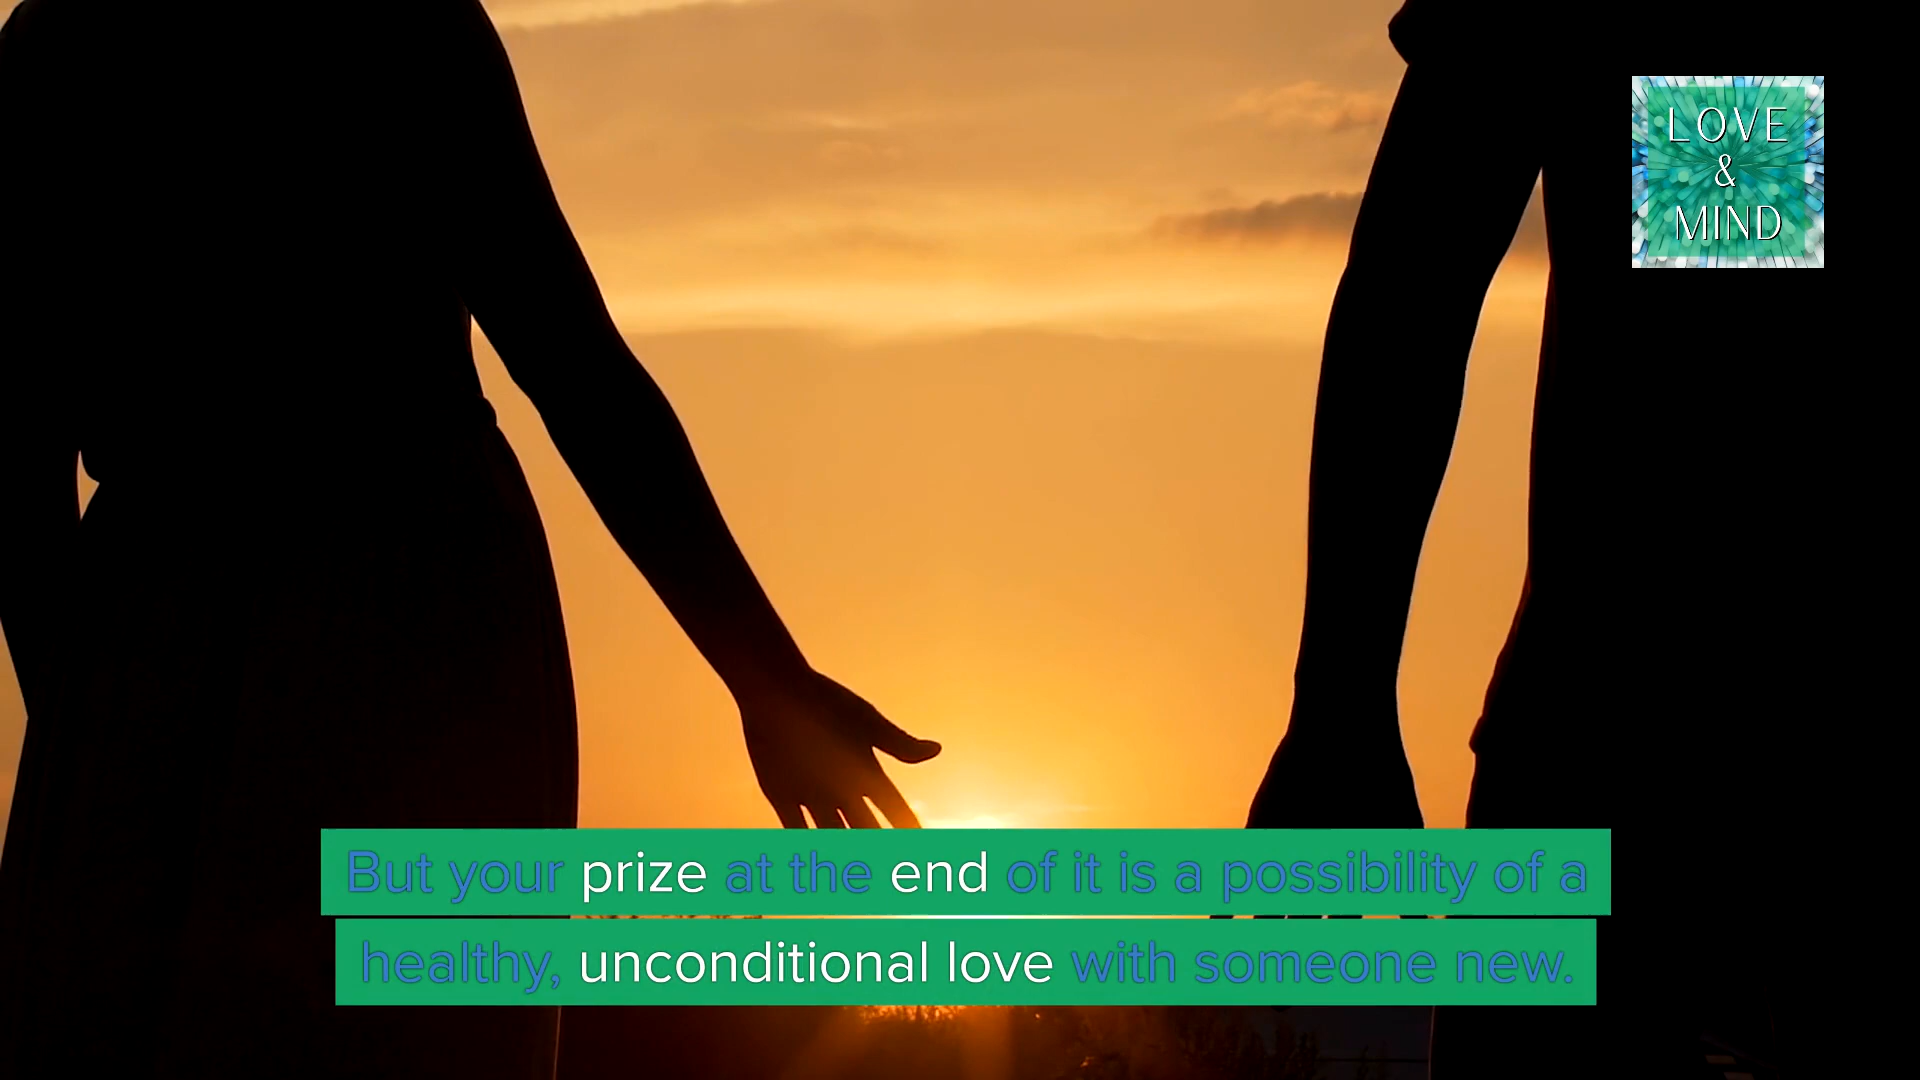 LOVE
&
MIND
But your prize at the end of it is a possibility of a
healthy, unconditional love with someone new.